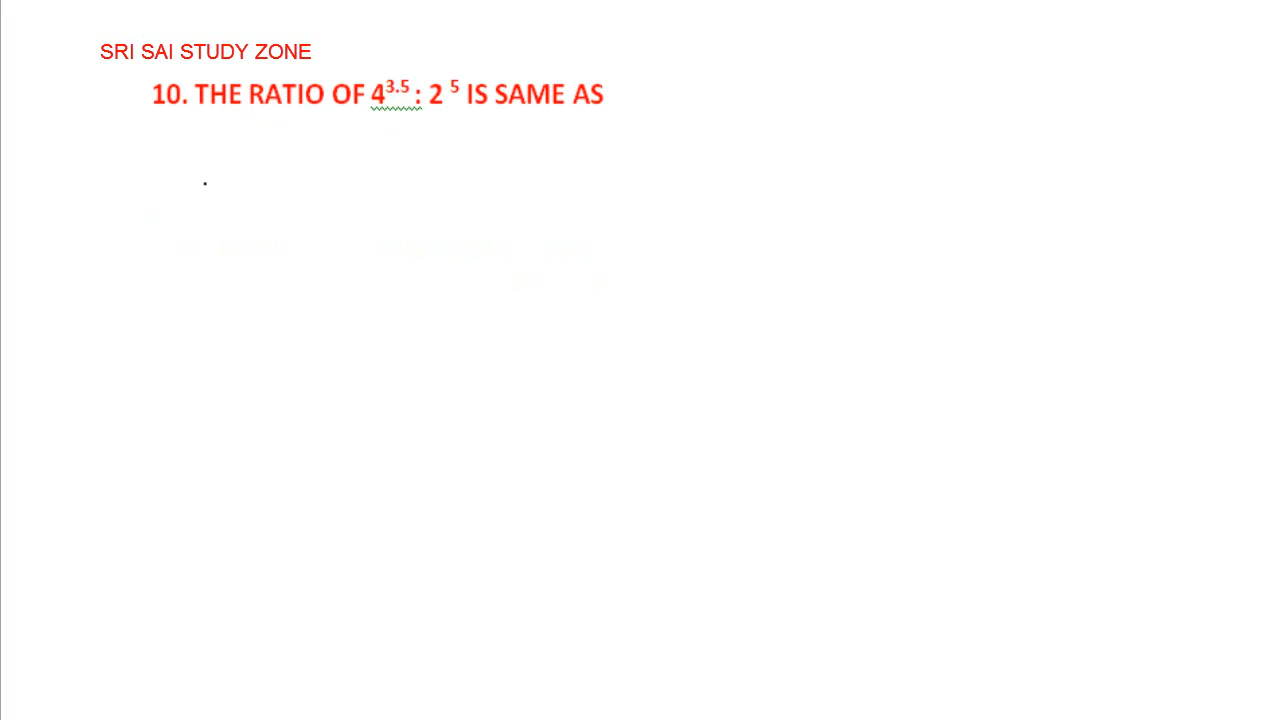 SRI SAI STUDY ZONE
10. THE RATIO OF 4^3.5 : 2 ^5 IS SAME AS